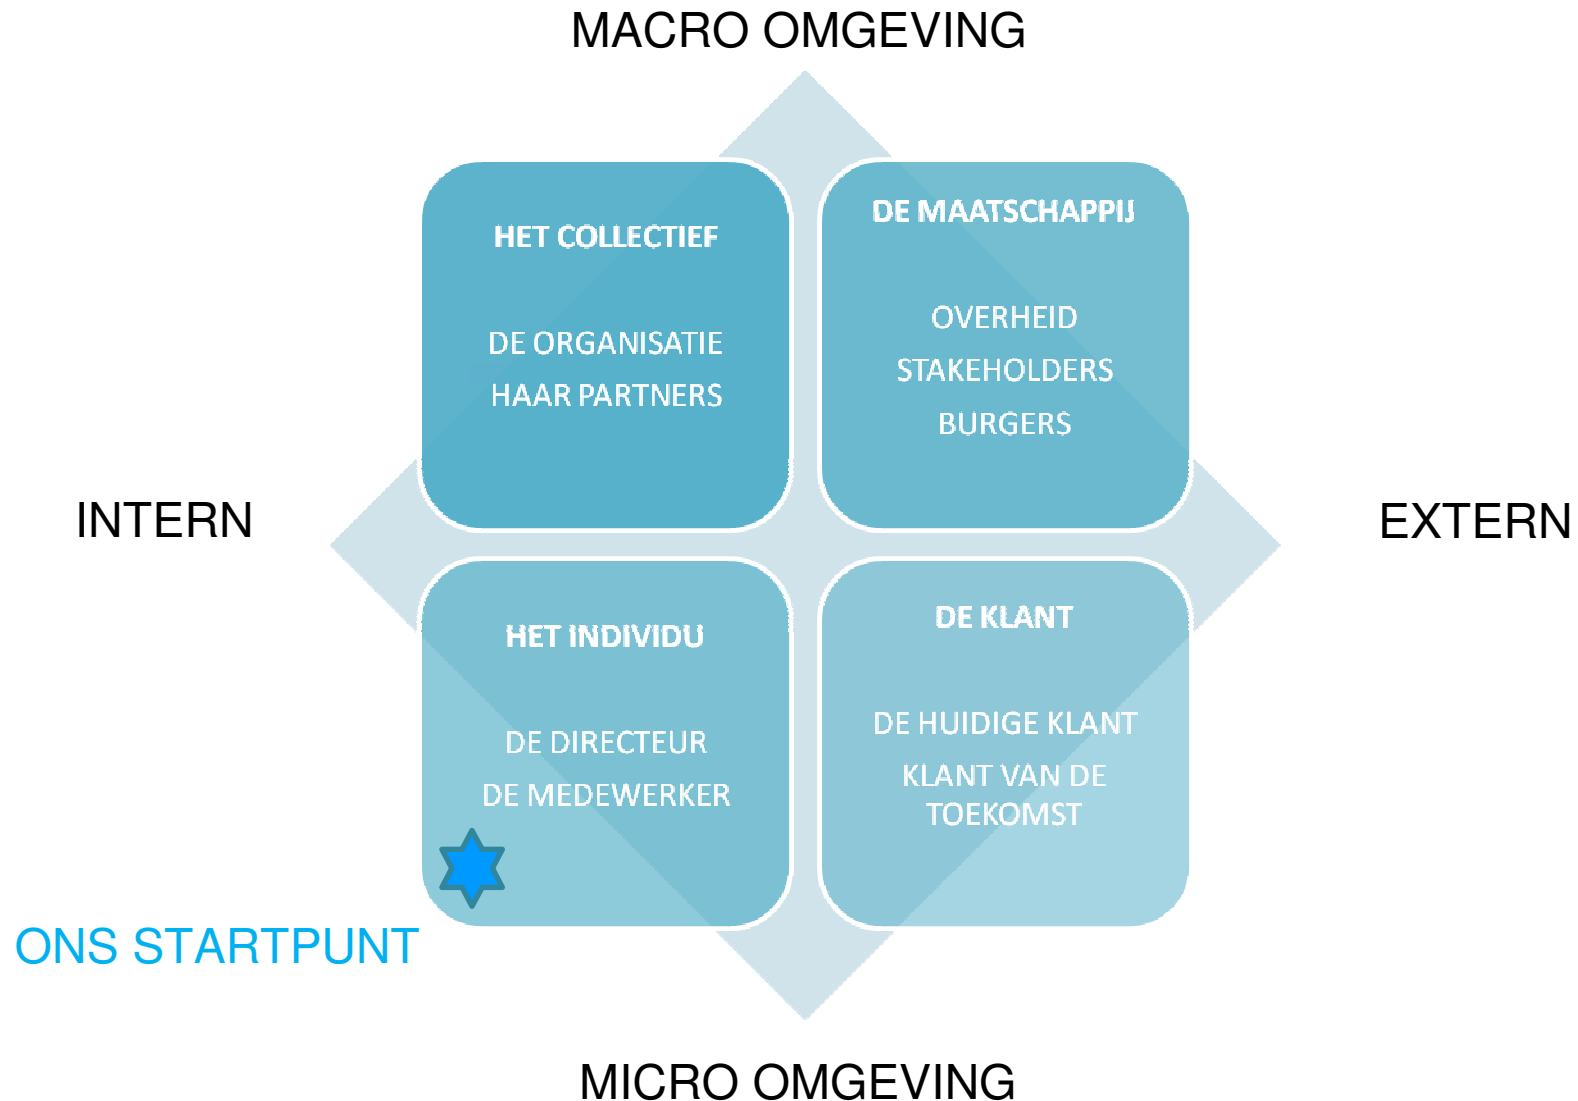 MACRO OMGEVING
HET COLLECTIEF
DE ORGANISATIE
HAAR PARTNERS
DE MAATSCHAPPIJ
OVERHEID
STAKEHOLDERS
BURGERS
INTERN
EXTERN
HET INDIVIDU
DE DIRECTEUR
DE MEDEWERKER
DE KLANT
DE HUIDIGE KLANT
KLANT VAN DE
TOEKOMST
ONS STARTPUNT
MICRO OMGEVING